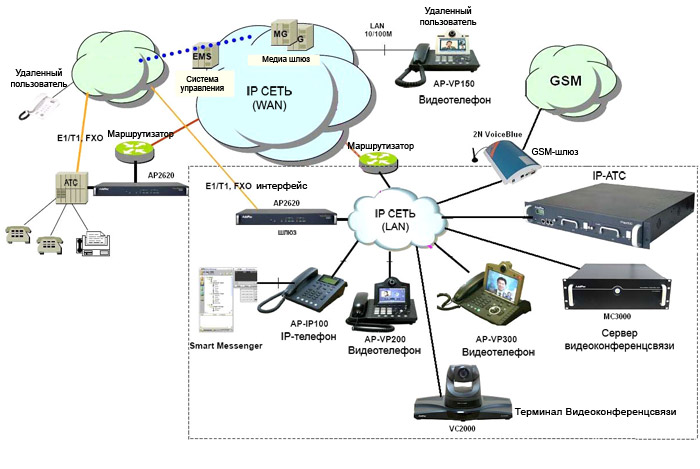 Удаленный
пользователь
MG
G
EMS
Медиа шлюз
Система
управления
IP СЕТЬ
(WAN)
LAN
10/100M
Удаленный
пользователь
AP-VP150
Видеотелефон
GSM
2N VoiceBlue
GSM-шлюз
E1/T1, FXO
Маршрутизатор
Маршрутизатор
АТС
AP2620
E1/T1, FXO интерфейс
AP2620
шлюз
IP СЕТЬ
(LAN)
IP-АТС
MC3000
Сервер
видеоконференцсвязи
Smart Messenger
AP-IP100
IP-телефон
AP-VP200
Видеотелефон
AP-VP300
Видеотелефон
VC2000
Терминал Видеоконференцсвязи